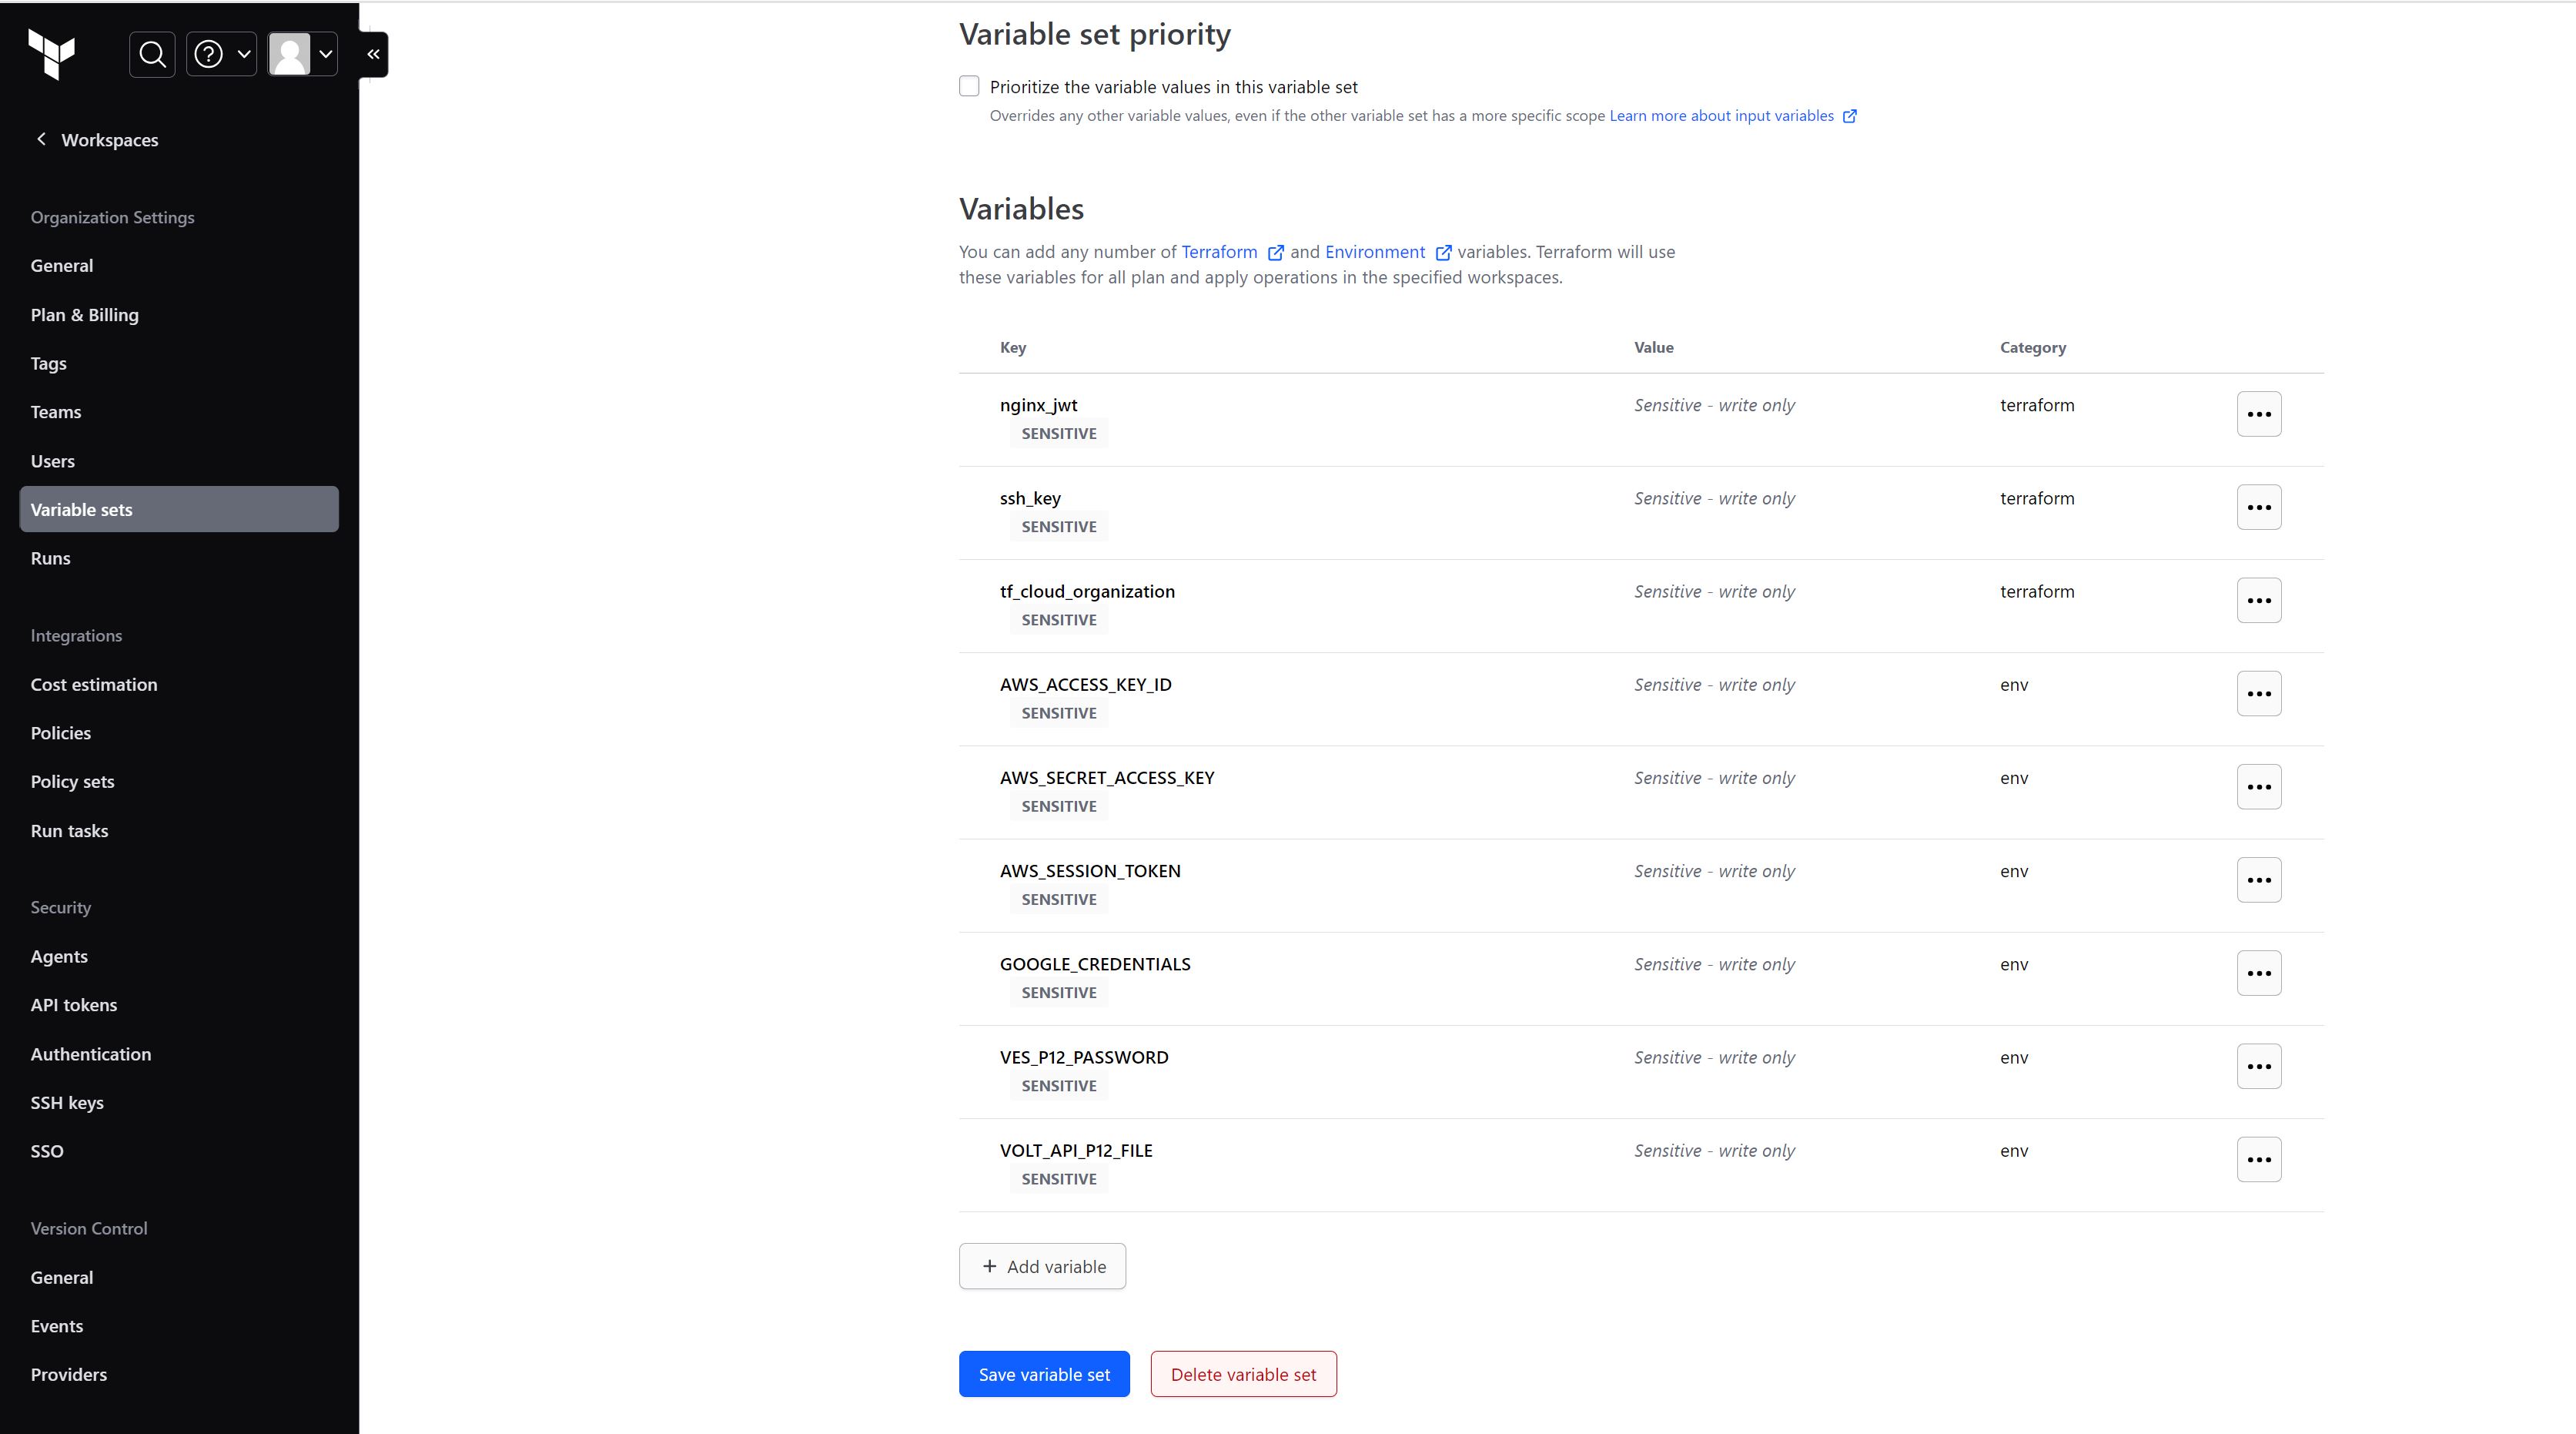 Workspaces
Organization Settings
General
Plan & Billing
Tags
Teams
Users
Variable sets
Runs
Integrations
Cost estimation
Policies
Policy sets
Run tasks
Security
Agents
API tokens
Authentication
SSH keys
SSO
Version Control
General
Events
Providers
Variable set priority
Prioritize the variable values in this variable set
Overrides any other variable values, even if the other variable set has a more specific scope Learn more about input variables
Variables
You can add any number of Terraform and Environment variables. Terraform will use
these variables for all plan and apply operations in the specified workspaces.
Key Value Category
nginx_jwt Sensitive - write only terraform
SENSITIVE
ssh_key Sensitive - write only terraform
SENSITIVE
tf_cloud_organization Sensitive - write only terraform
SENSITIVE
AWS_ACCESS_KEY_ID Sensitive - write only env
SENSITIVE
AWS_SECRET_ACCESS_KEY Sensitive - write only env
SENSITIVE
AWS_SESSION_TOKEN Sensitive - write only env
SENSITIVE
GOOGLE_CREDENTIALS Sensitive - write only env
SENSITIVE
VES_P12_PASSWORD Sensitive - write only env
SENSITIVE
VOLT_API_P12_FILE Sensitive - write only env
SENSITIVE
+ Add variable
Save variable set Delete variable set